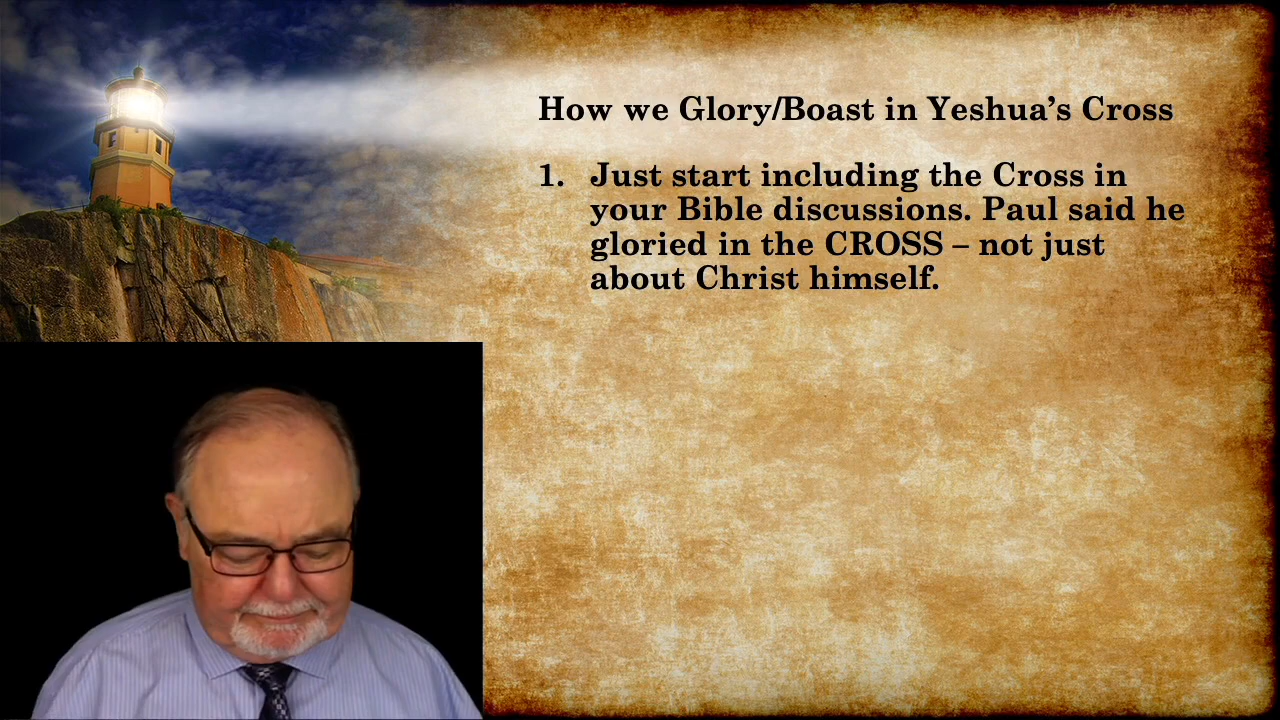 How we Glory/Boast in Yeshua’s Cross
1. Just start including the Cross in
your Bible discussions. Paul said he
gloried in the CROSS – not just
about Christ himself.